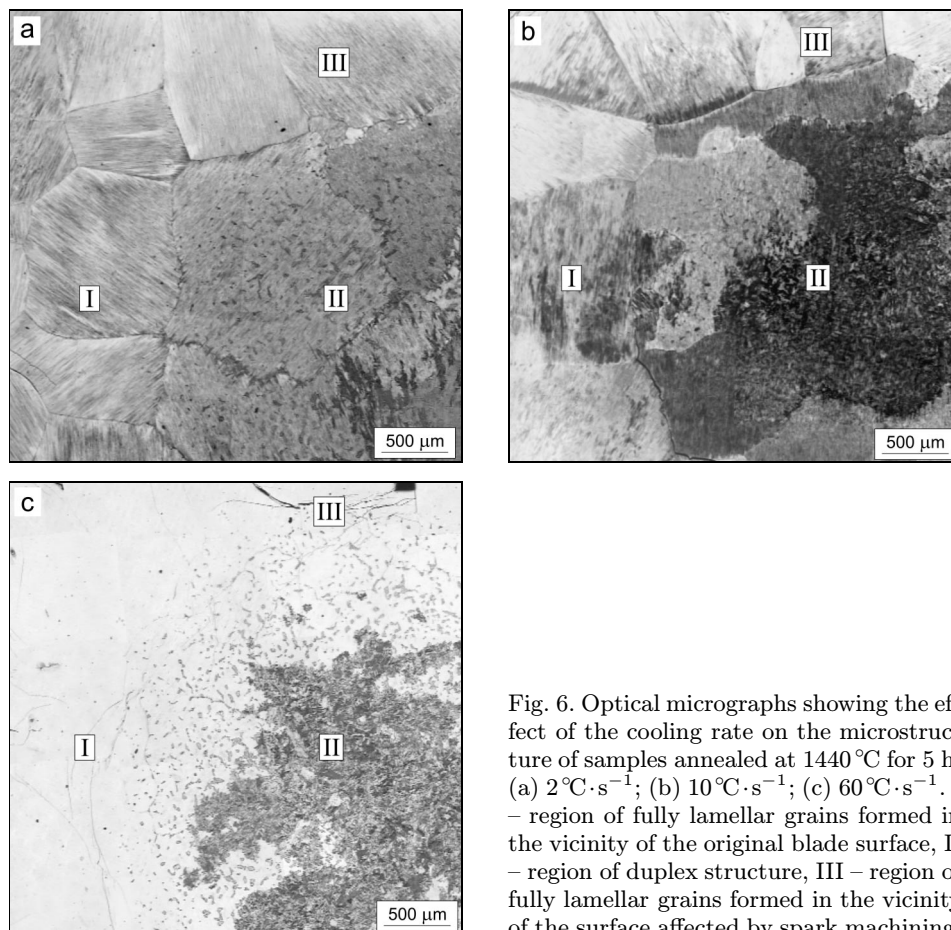 a
III
I
II
500 μm
b
III
I
II
500 μm
c
III
I
II
500 μm
Fig. 6. Optical micrographs showing the ef
fect of the cooling rate on the microstruc
ture of samples annealed at 1440 °C for 5 h
(a) 2 °C·s⁻¹; (b) 10 °C·s⁻¹; (c) 60 °C·s⁻¹.
– region of fully lamellar grains formed in
the vicinity of the original blade surface, I
– region of duplex structure, III – region o
fully lamellar grains formed in the vicinity
of the surface affected by spark machining